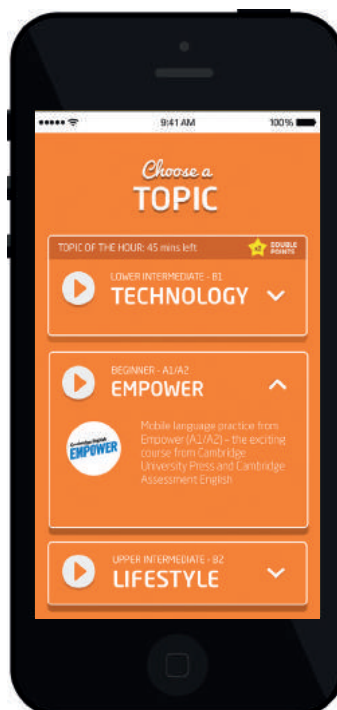 9:41 AM
100%
Choose a
TOPIC
TOPIC OF THE HOUR: 45 mins left
x2
DOUBLE
POINTS
LOWER INTERMEDIATE - B1
TECHNOLOGY
BEGINNER - A1/A2
EMPOWER
Cambridge English
EMPOWER
Mobile language practice from
Empower (A1/A2) – the exciting
course from Cambridge
University Press and Cambridge
Assessment English
UPPER INTERMEDIATE - B2
LIFESTYLE